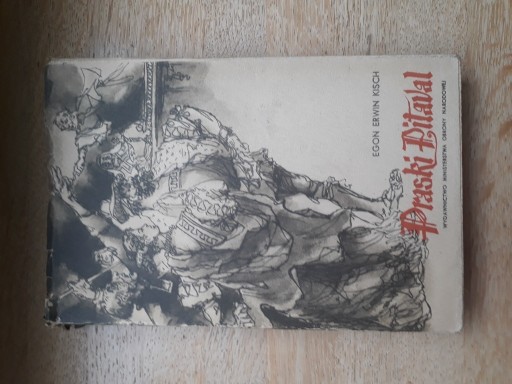 EGON ERWIN KISCH
Praski Pitaval
WYDAWNICTWO MINISTERSTWA OBRONY NARODOWEJ